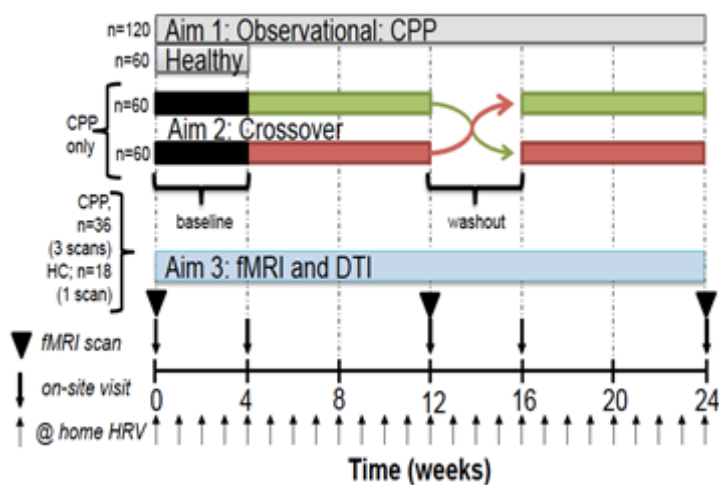 n=120 Aim 1: Observational: CPP
n=60 Healthy
n=60
CPP only
Aim 2: Crossover
n=60
baseline
washout
CPP,
n=36
(3 scans)
HC; n=18
(1 scan)
Aim 3: fMRI and DTI
fMRI scan
on-site visit
0 4 8 12 16 20 24
@ home HRV
Time (weeks)